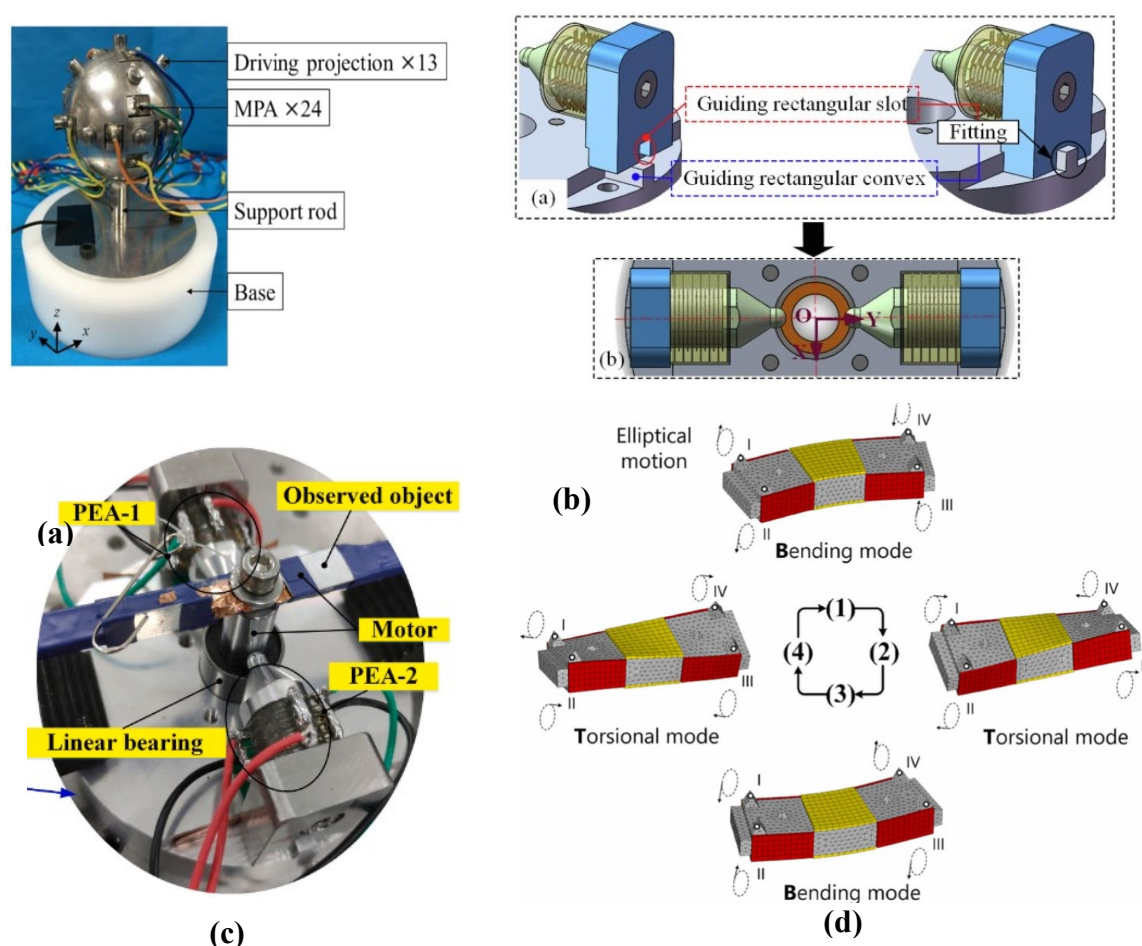 Driving projection ×13
MPA ×24
Support rod
Base
z
y
x
Guiding rectangular slot
Fitting
Guiding rectangular convex
(a)
O
Y
X
(b)
(a)
PEA-1
Observed object
Motor
PEA-2
Linear bearing
(c)
(b)
Elliptical
motion
I
IV
II
III
Bending mode
I
IV
II
III
Torsional mode
(1)
(4)
(2)
(3)
I
IV
II
Torsional mode
I
IV
II
III
Bending mode
(d)